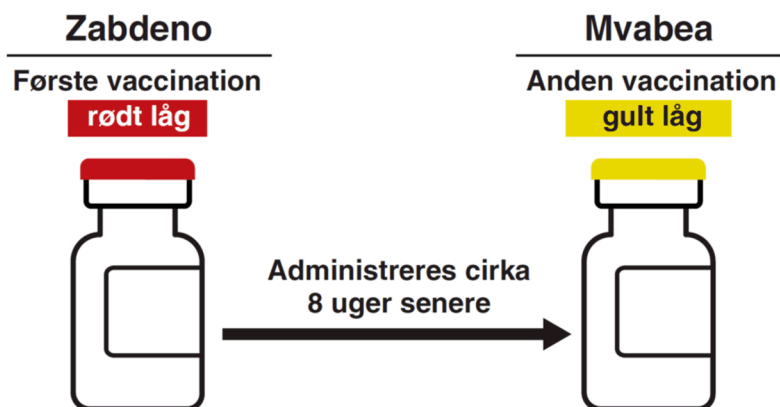 Zabdeno
Første vaccination
rødt låg
Mvabea
Anden vaccination
gult låg
Administreres cirka
8 uger senere